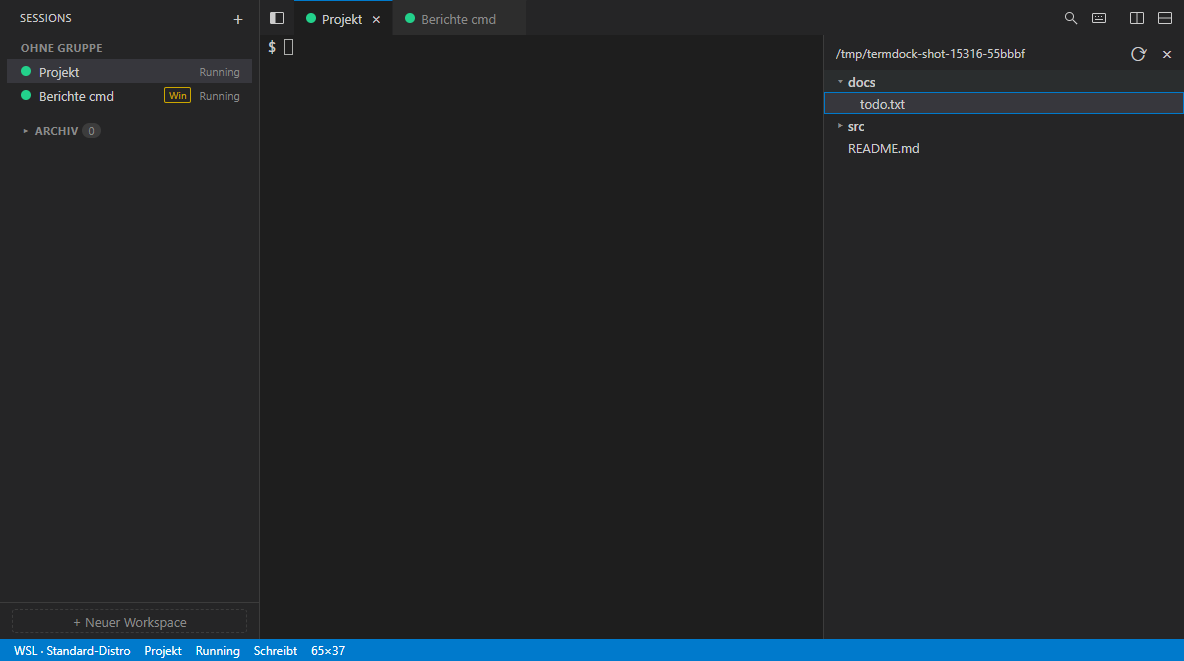 SESSIONS +
OHNE GRUPPE
Projekt Running
Berichte cmd Win Running
ARCHIV 0
+ Neuer Workspace
Projekt ×
Berichte cmd
$
/tmp/termdock-shot-15316-55bbbf ×
docs
todo.txt
src
README.md
WSL · Standard-Distro Projekt Running Schreibt 65×37